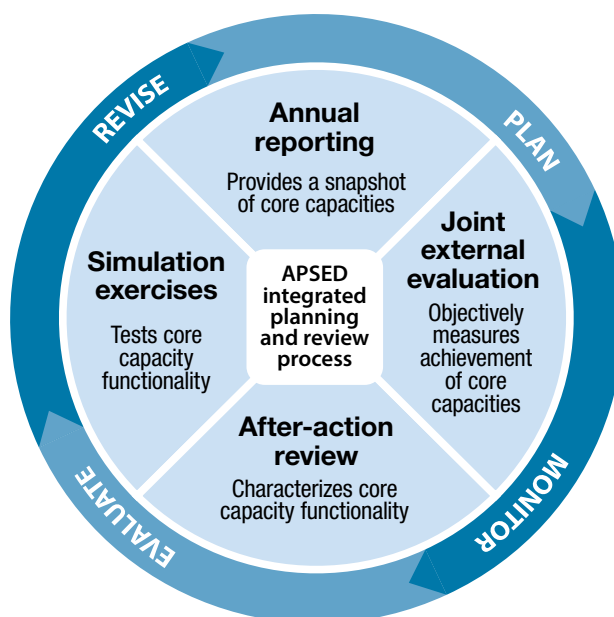 REVISE
PLAN
Annual
reporting
Provides a snapshot
of core capacities
Simulation
exercises
Tests core
capacity
functionality
APSED
integrated
planning
and review
process
Joint
external
evaluation
Objectively
measures
achievement
of core
capacities
After-action
review
Characterizes core
capacity functionality
EVALUATE
MONITOR